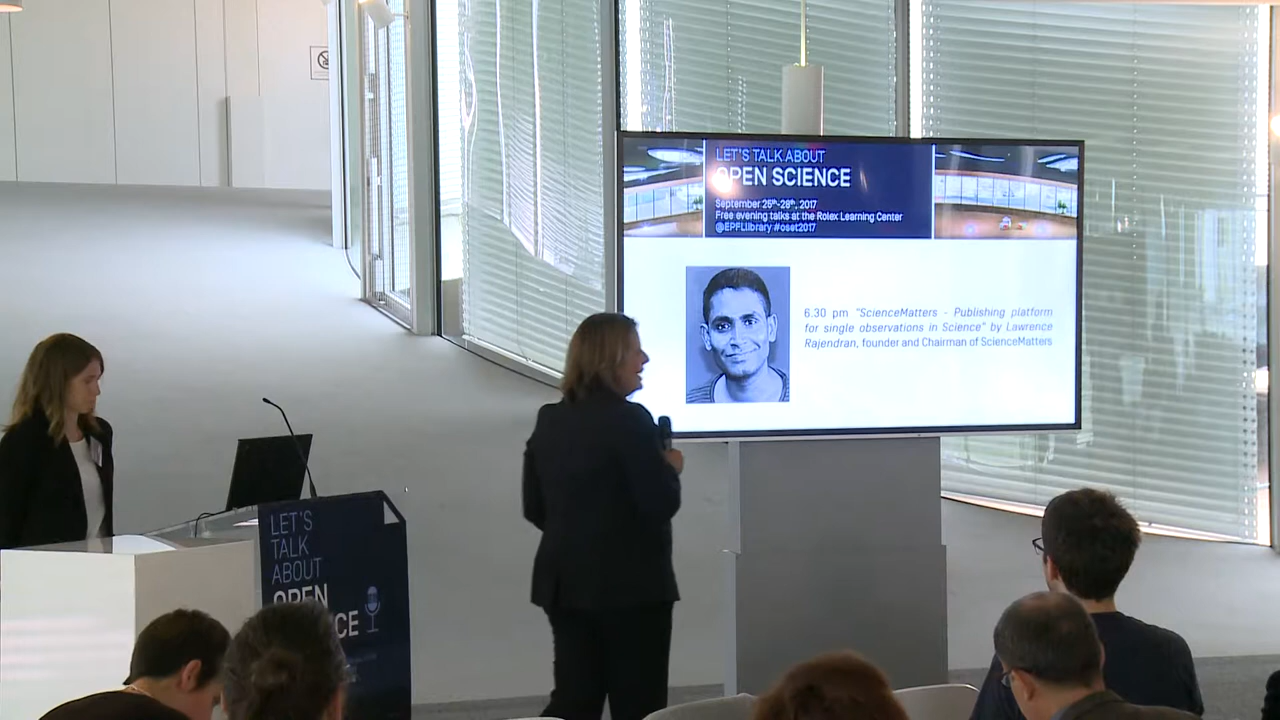 LET'S TALK ABOUT
OPEN SCIENCE
September 25th-29th, 2017
Free evening talks at the Rolex Learning Center
@EPFLlibrary #oset2017
6.30 pm "ScienceMatters - Publishing platform
for single observations in Science" by Lawrence
Rajendran, founder and Chairman of ScienceMatters
LET'S
TALK
ABOUT
OPEN
CE